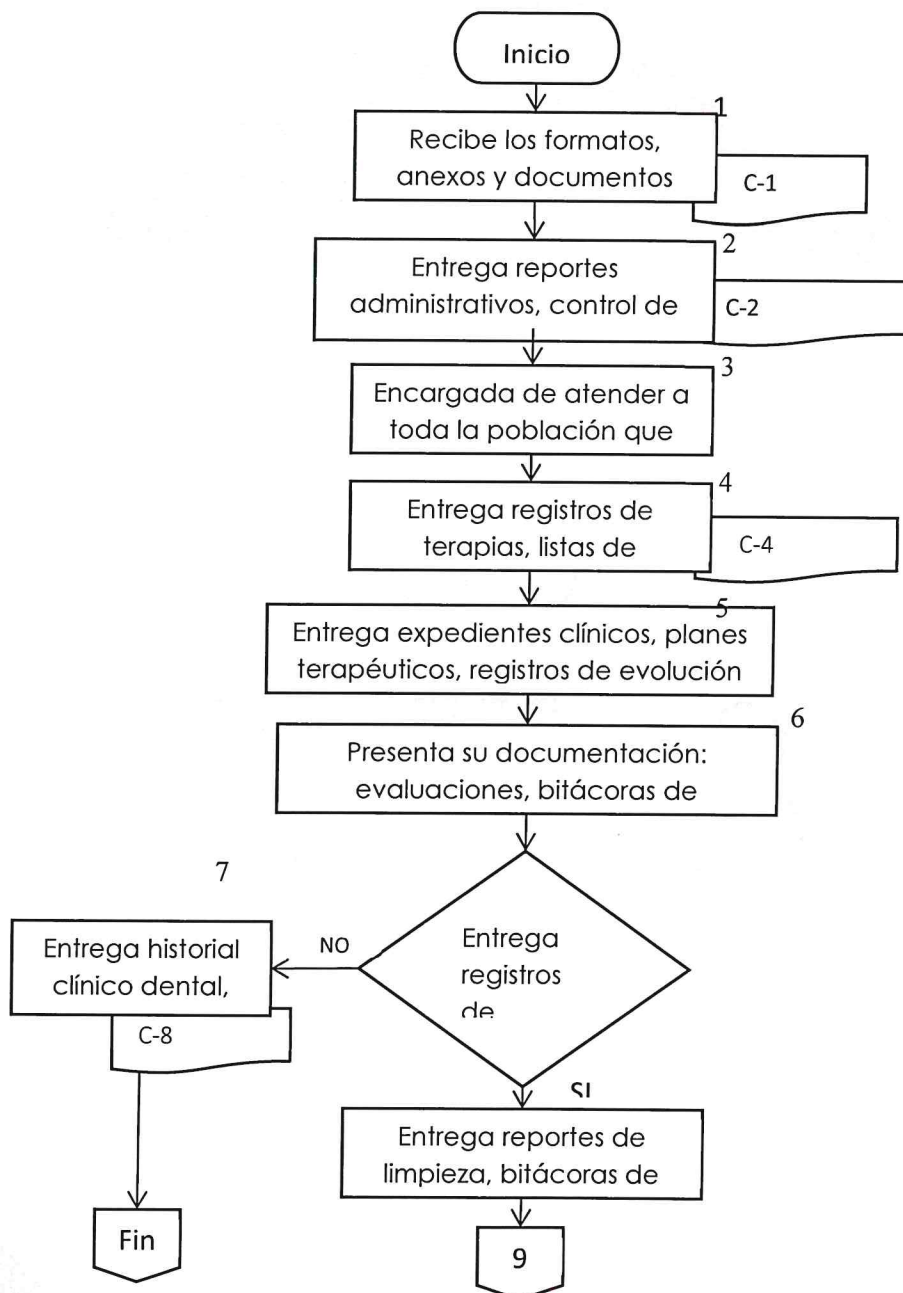 Inicio
1
Recibe los formatos,
anexos y documentos
C-1
2
Entrega reportes
administrativos, control de
C-2
3
Encargada de atender a
toda la población que
4
Entrega registros de
terapias, listas de
C-4
5
Entrega expedientes clínicos, planes
terapéuticos, registros de evolución
6
Presenta su documentación:
evaluaciones, bitácoras de
7
Entrega
registros
de
NO
Entrega historial
clínico dental,
C-8
SI
Entrega reportes de
limpieza, bitácoras de
Fin
9